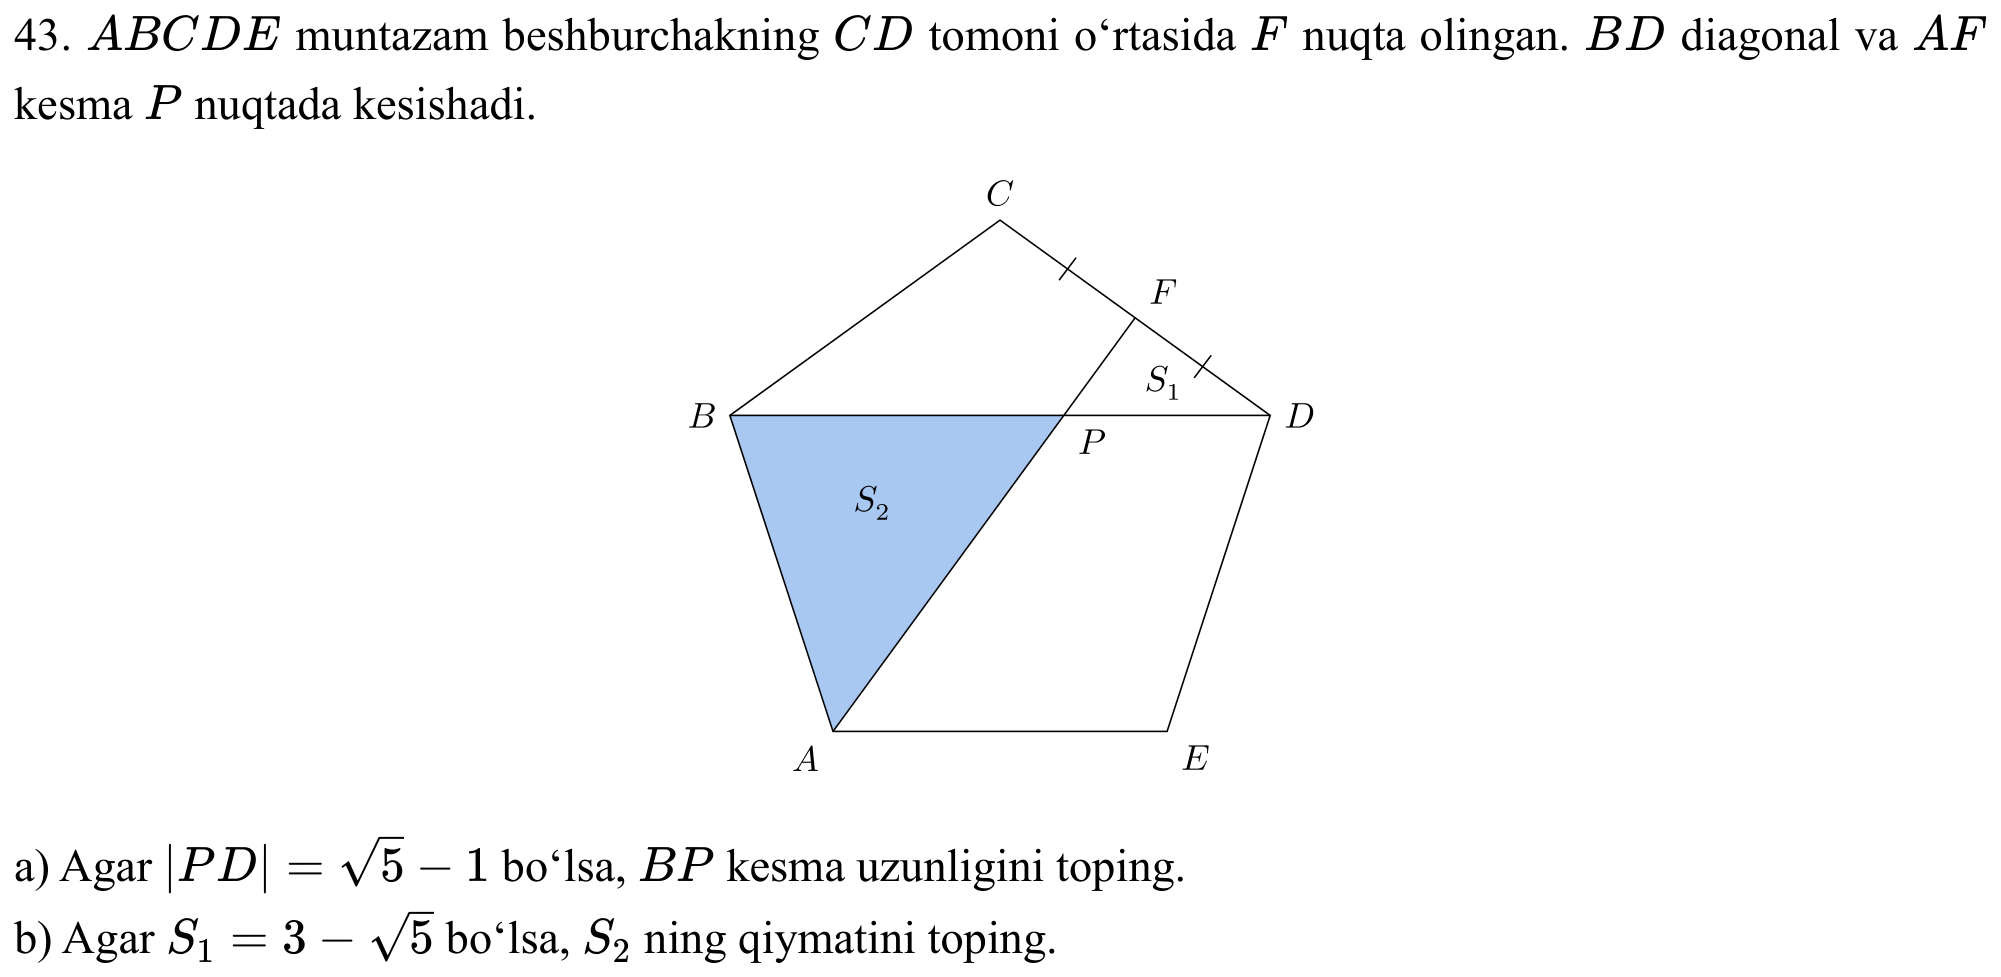 43. ABCDE muntazam beshburchakning CD tomoni o‘rtasida F nuqta olingan. BD diagonal va AF
kesma P nuqtada kesishadi.
C
F
S₁
B
D
P
S₂
A
E
a) Agar |PD| = √5 − 1 bo‘lsa, BP kesma uzunligini toping.
b) Agar S₁ = 3 − √5 bo‘lsa, S₂ ning qiymatini toping.